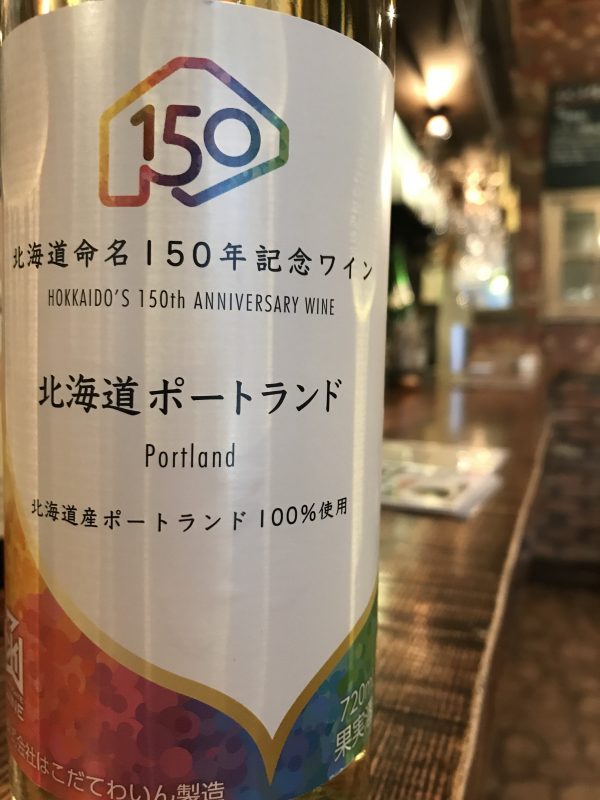 150
北海道命名150年記念ワイン
HOKKAIDO'S 150th ANNIVERSARY WINE
北海道ポートランド
Portland
北海道産ポートランド100%使用
720m
果実
会社はこだてわいん製造